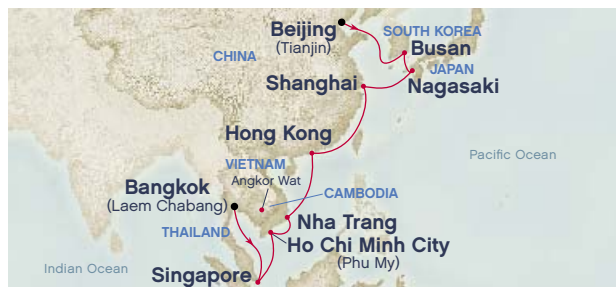 Beijing
(Tianjin)
SOUTH KOREA
Busan
CHINA
JAPAN
Shanghai
Nagasaki
Hong Kong
Pacific Ocean
VIETNAM
Angkor Wat
Bangkok
(Laem Chabang)
CAMBODIA
Nha Trang
THAILAND
Ho Chi Minh City
(Phu My)
Indian Ocean
Singapore